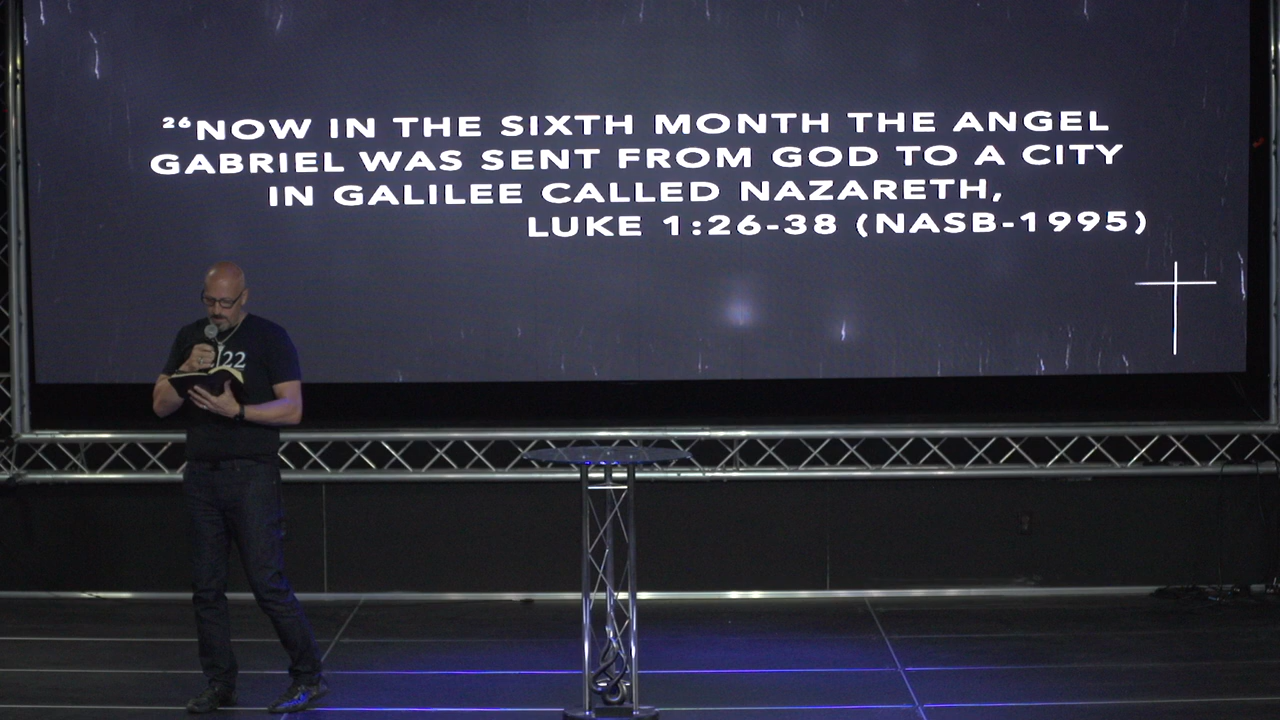 ²⁶NOW IN THE SIXTH MONTH THE ANGEL
GABRIEL WAS SENT FROM GOD TO A CITY
IN GALILEE CALLED NAZARETH,
LUKE 1:26-38 (NASB-1995)
22